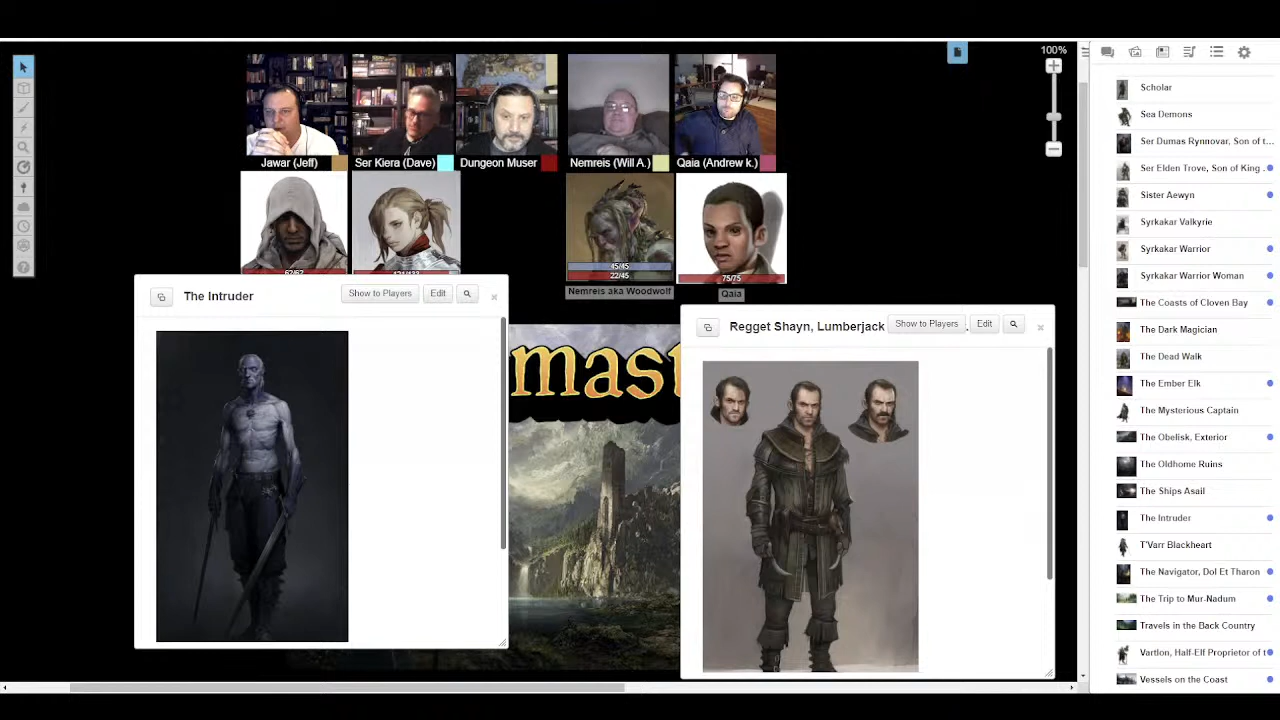 100%
Jawar (Jeff)
Ser Kiera (Dave)
Dungeon Muser
Nemreis (Will A.)
Qaia (Andrew k.)
45/45
22/45
75/75
Nemreis aka Woodwolf
Qaia
The Intruder
Show to Players
Edit
Regget Shayn, Lumberjack
Show to Players
Edit
mast
Scholar
Sea Demons
Ser Dumas Rynnovar, Son of t...
Ser Elden Trove, Son of King .
Sister Aewyn
Syrkakar Valkyrie
Syrkakar Warrior
Syrkakar Warrior Woman
The Coasts of Cloven Bay
The Dark Magician
The Dead Walk
The Ember Elk
The Mysterious Captain
The Obelisk, Exterior
The Oldhome Ruins
The Ships Asail
The Intruder
T'Varr Blackheart
The Navigator, Dol Et Tharon
The Trip to Mur-Nadum
Travels in the Back Country
Vartlon, Half-Elf Proprietor of t
Vessels on the Coast